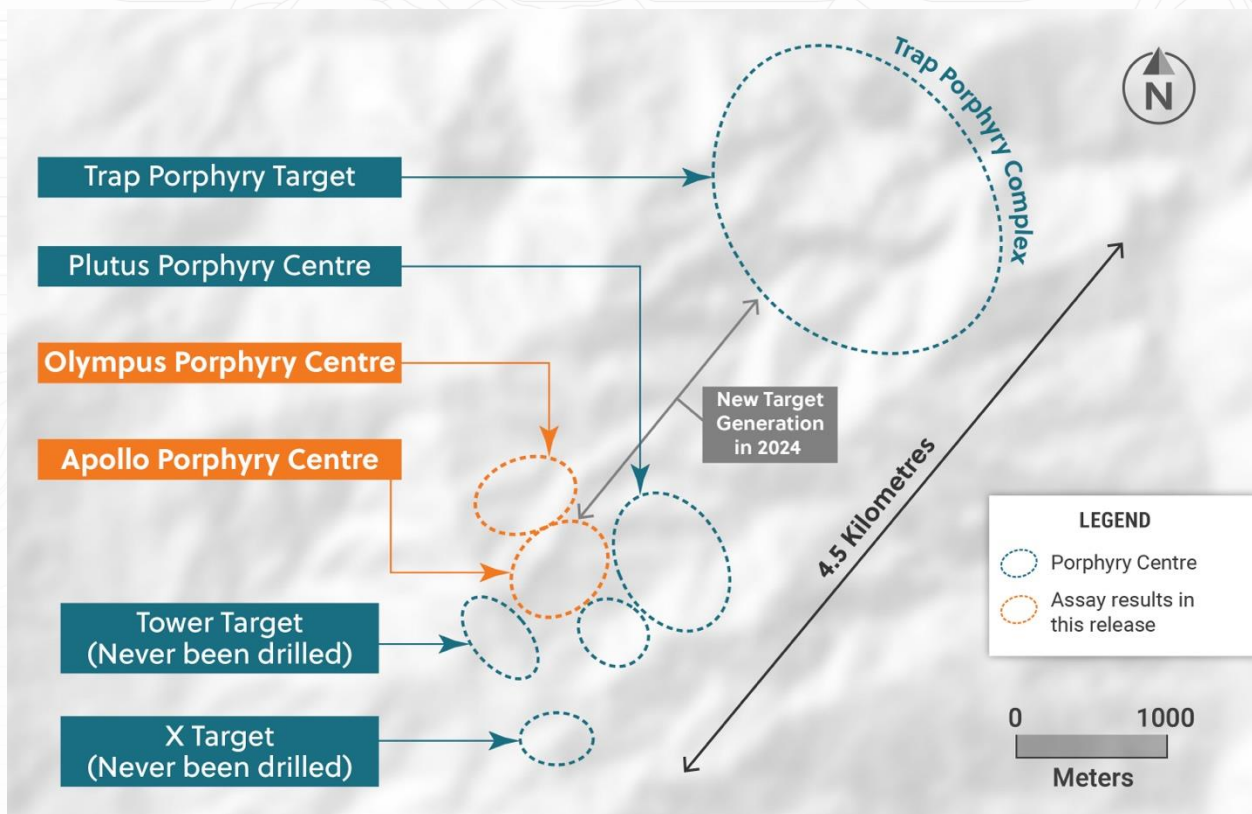 Trap Porphyry Complex
N
Trap Porphyry Target
Plutus Porphyry Centre
Olympus Porphyry Centre
Apollo Porphyry Centre
New Target
Generation
in 2024
4.5 Kilometres
Tower Target
(Never been drilled)
X Target
(Never been drilled)
LEGEND
Porphyry Centre
Assay results in
this release
0 1000
Meters